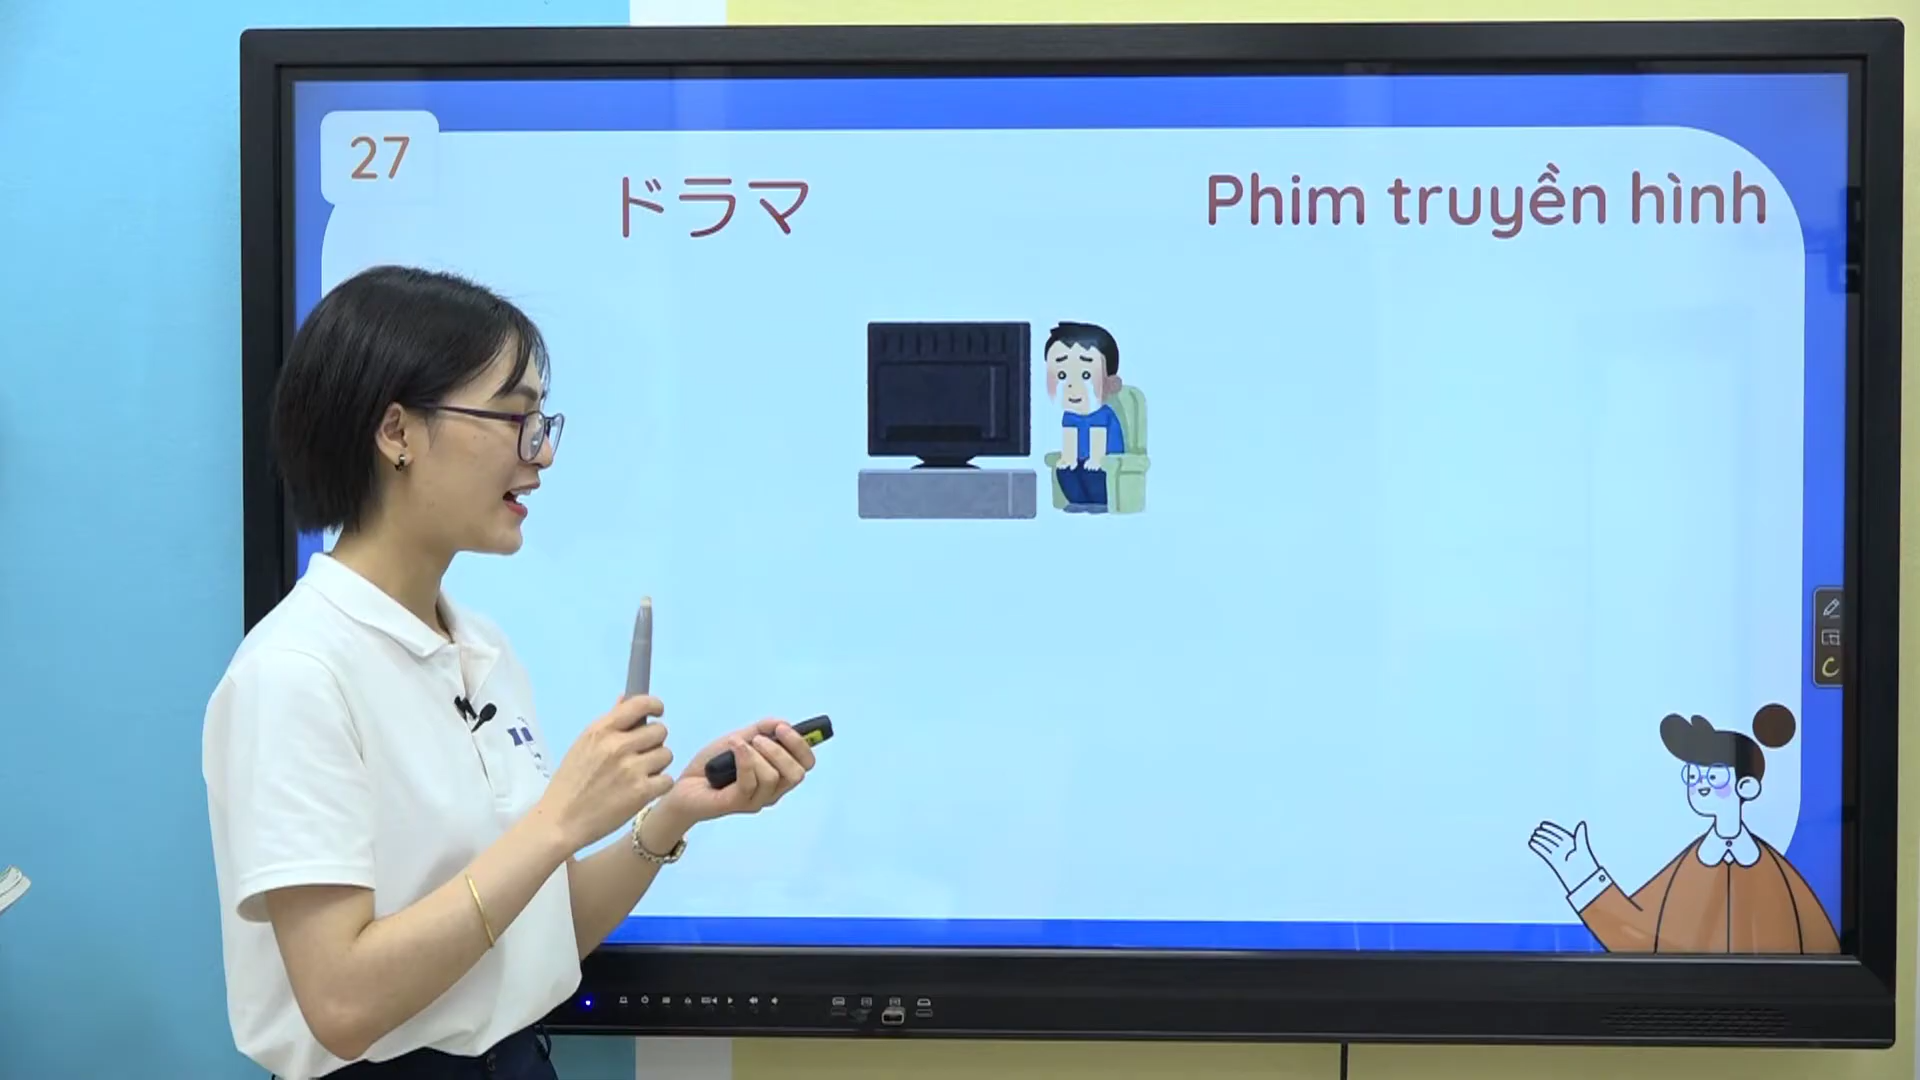 27
ドラマ
Phim truyền hình